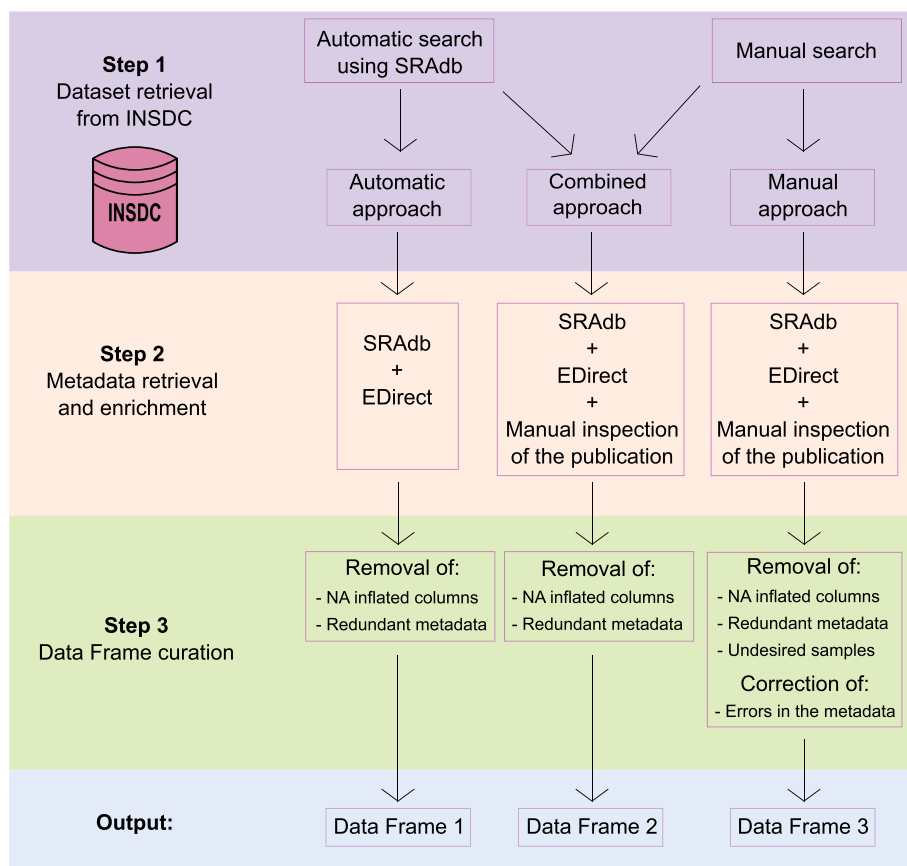 Step 1
Dataset retrieval
from INSDC
INSDC
Automatic search
using SRAdb
Manual search
Automatic
approach
Combined
approach
Manual
approach
Step 2
Metadata retrieval
and enrichment
SRAdb
+
EDirect
SRAdb
+
EDirect
+
Manual inspection
of the publication
SRAdb
+
EDirect
+
Manual inspection
of the publication
Step 3
Data Frame curation
Removal of:
- NA inflated columns
- Redundant metadata
Removal of:
- NA inflated columns
- Redundant metadata
Removal of:
- NA inflated columns
- Redundant metadata
- Undesired samples
Correction of:
- Errors in the metadata
Output:
Data Frame 1
Data Frame 2
Data Frame 3